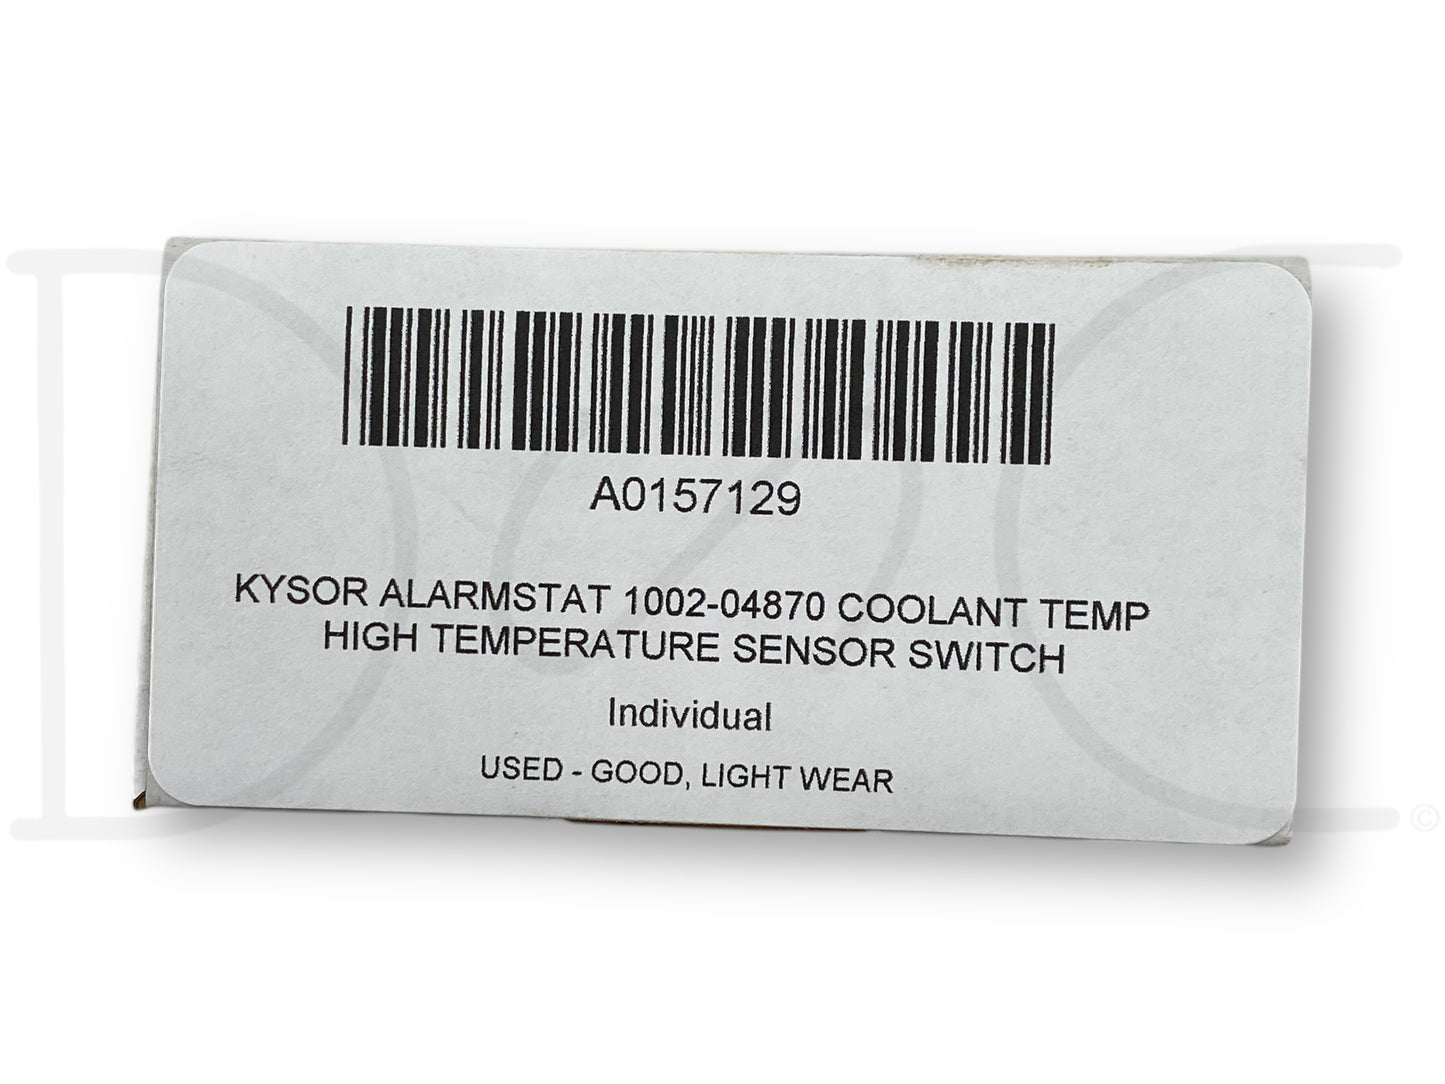 A0157129
KYSOR ALARMSTAT 1002-04870 COOLANT TEMP
HIGH TEMPERATURE SENSOR SWITCH
Individual
USED - GOOD, LIGHT WEAR
©